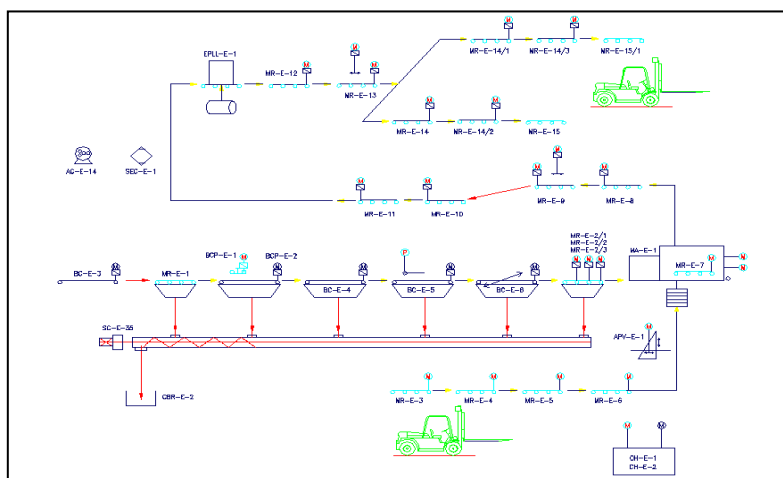 EPLL-E-1
MR-E-12
MR-E-13
MR-E-14/1
MR-E-14/3
MR-E-15/1
MR-E-14
MR-E-14/2
MR-E-15
AC-E-14
SEC-E-1
MR-E-11
MR-E-10
MR-E-9
MR-E-8
MR-E-2/1
MR-E-2/2
MR-E-2/3
MA-E-1
MR-E-7
BC-E-3
MR-E-1
BCP-E-1
BCP-E-2
BC-E-4
BC-E-5
BC-E-6
P
SC-E-35
APV-E-1
CBR-E-2
MR-E-3
MR-E-4
MR-E-5
MR-E-6
CH-E-1
CH-E-2